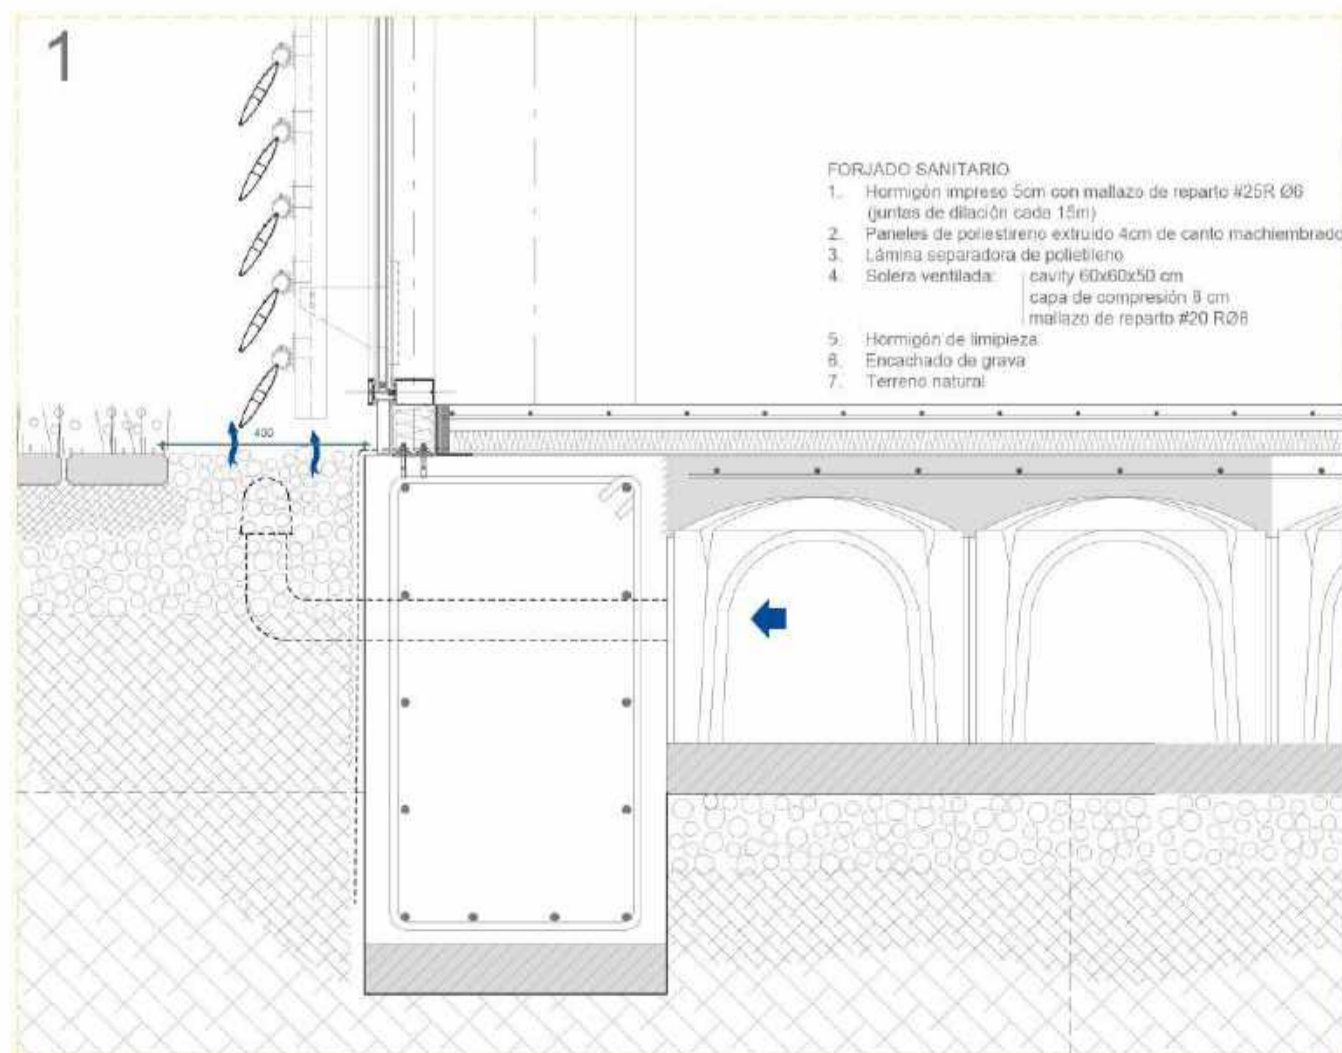 1
FORJADO SANITARIO
1. Hormigón impreso 5cm con mallazo de reparto #25R Ø6
(juntas de dilación cada 15m)
2. Paneles de poliestireno extruido 4cm de canto machiembrado
3. Lámina separadora de polietileno
4. Solera ventilada: cavity 60x60x50 cm
capa de compresión 8 cm
mallazo de reparto #20 RØ8
5. Hormigón de limipieza
6. Encachado de grava
7. Terreno natural
400